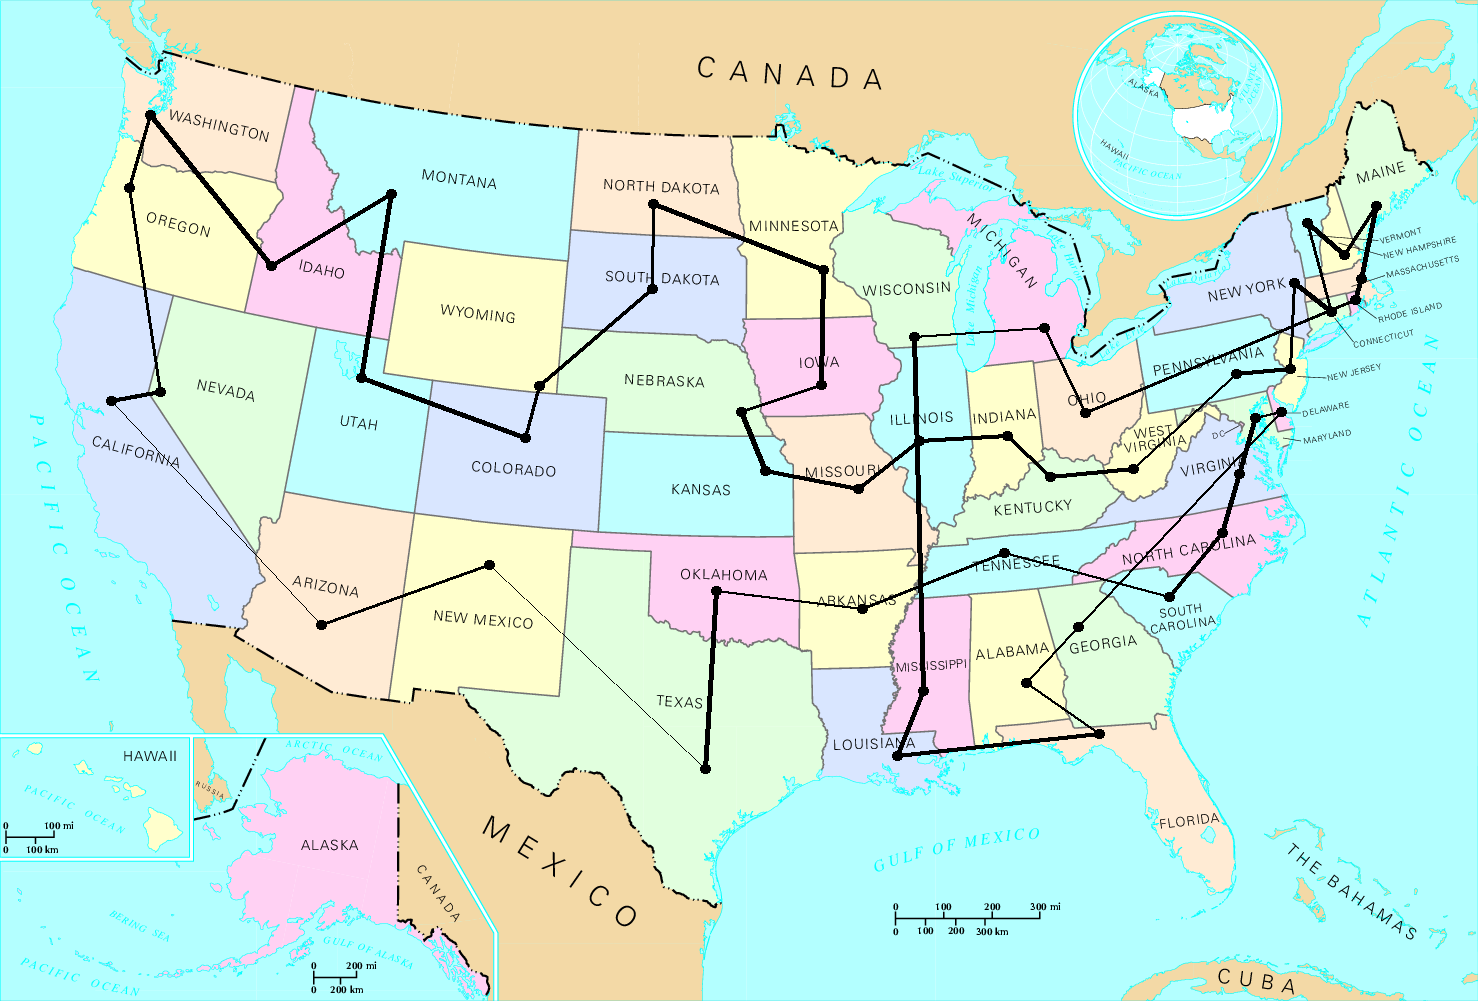 CANADA
ALASKA
ATLANTIC OCEAN
HAWAII
PACIFIC OCEAN
WASHINGTON
MONTANA
NORTH DAKOTA
MINNESOTA
Lake Superior
MICHIGAN
MAINE
OREGON
IDAHO
SOUTH DAKOTA
WISCONSIN
Lake Michigan
VERMONT
NEW HAMPSHIRE
MASSACHUSETTS
NEW YORK
RHODE ISLAND
CONNECTICUT
WYOMING
IOWA
PENNSYLVANIA
NEW JERSEY
NEVADA
NEBRASKA
ILLINOIS
INDIANA
OHIO
DELAWARE
MARYLAND
DC
UTAH
COLORADO
CALIFORNIA
KANSAS
MISSOURI
WEST
VIRGINIA
VIRGINIA
KENTUCKY
ATLANTIC OCEAN
PACIFIC OCEAN
ARIZONA
NEW MEXICO
OKLAHOMA
ARKANSAS
TENNESSEE
NORTH CAROLINA
SOUTH
CAROLINA
TEXAS
MISSISSIPPI
ALABAMA
GEORGIA
LOUISIANA
FLORIDA
GULF OF MEXICO
MEXICO
THE BAHAMAS
CUBA
HAWAII
PACIFIC OCEAN
0 100 mi
0 100 km
ARCTIC OCEAN
RUSSIA
ALASKA
CANADA
BERING SEA
GULF OF ALASKA
PACIFIC OCEAN
0 200 mi
0 200 km
0 100 200 300 mi
0 100 200 300 km